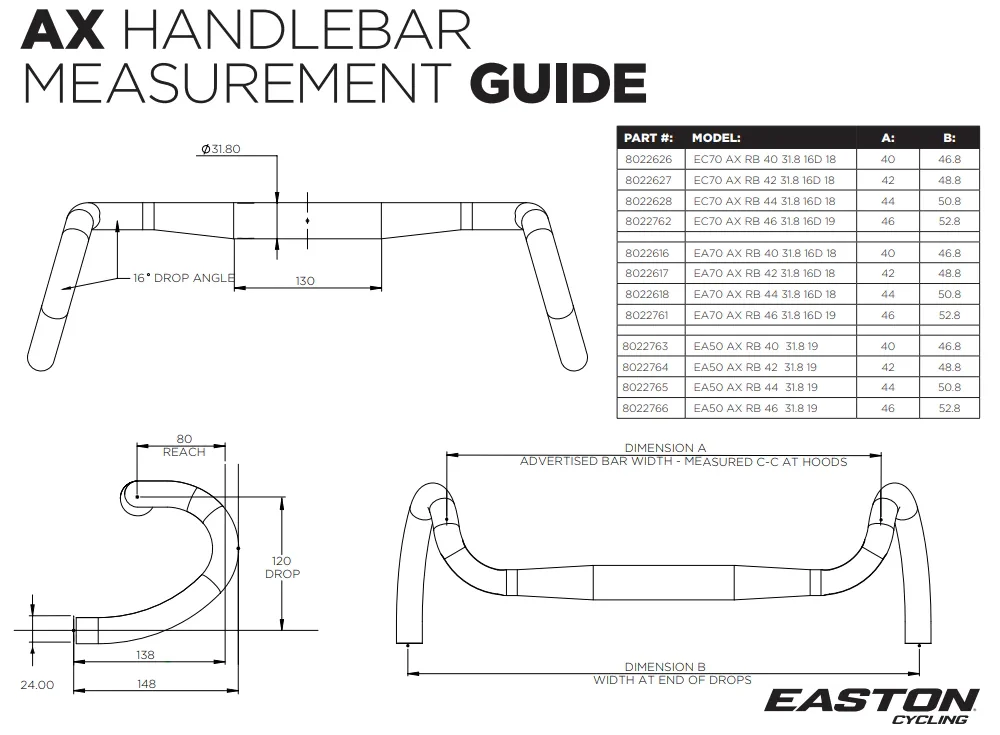 AX HANDLEBAR
MEASUREMENT GUIDE
Ø31.80
16° DROP ANGLE
130
PART #: MODEL: A: B:
8022626 EC70 AX RB 40 31.8 16D 18 40 46.8
8022627 EC70 AX RB 42 31.8 16D 18 42 48.8
8022628 EC70 AX RB 44 31.8 16D 18 44 50.8
8022762 EC70 AX RB 46 31.8 16D 19 46 52.8
8022616 EA70 AX RB 40 31.8 16D 18 40 46.8
8022617 EA70 AX RB 42 31.8 16D 18 42 48.8
8022618 EA70 AX RB 44 31.8 16D 18 44 50.8
8022761 EA70 AX RB 46 31.8 16D 19 46 52.8
8022763 EA50 AX RB 40 31.8 19 40 46.8
8022764 EA50 AX RB 42 31.8 19 42 48.8
8022765 EA50 AX RB 44 31.8 19 44 50.8
8022766 EA50 AX RB 46 31.8 19 46 52.8
80
REACH
120
DROP
138
148
24.00
DIMENSION A
ADVERTISED BAR WIDTH - MEASURED C-C AT HOODS
DIMENSION B
WIDTH AT END OF DROPS
EASTON
CYCLING